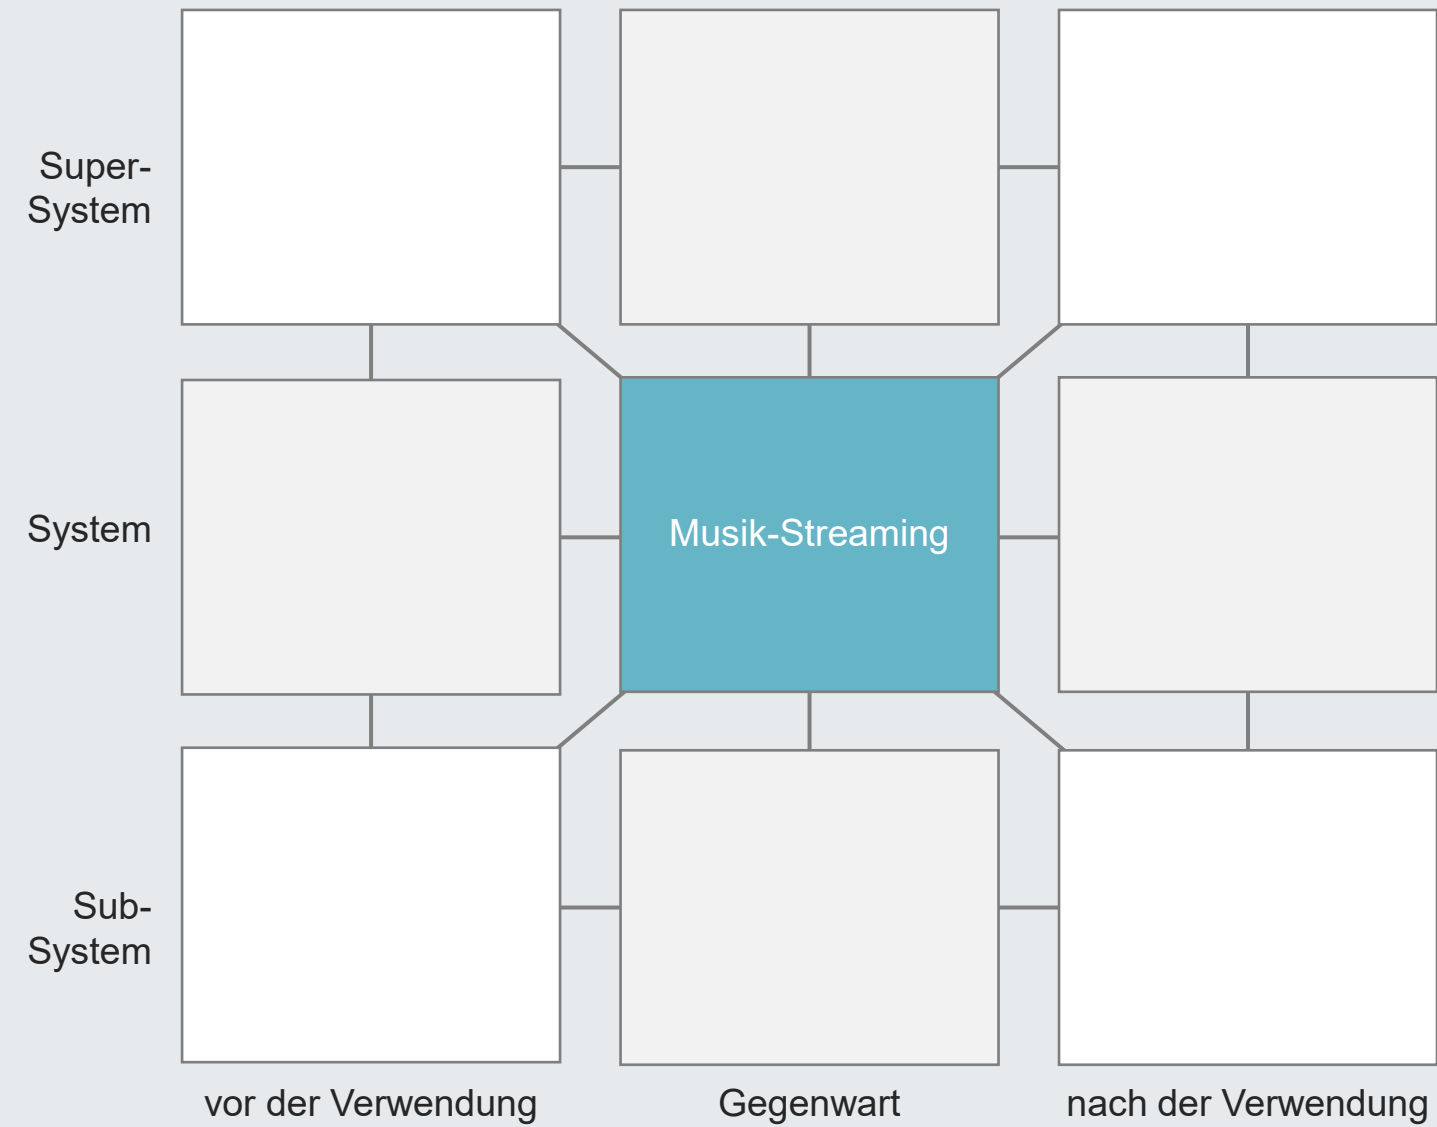 Super-
System
System
Musik-Streaming
Sub-
System
vor der Verwendung
Gegenwart
nach der Verwendung